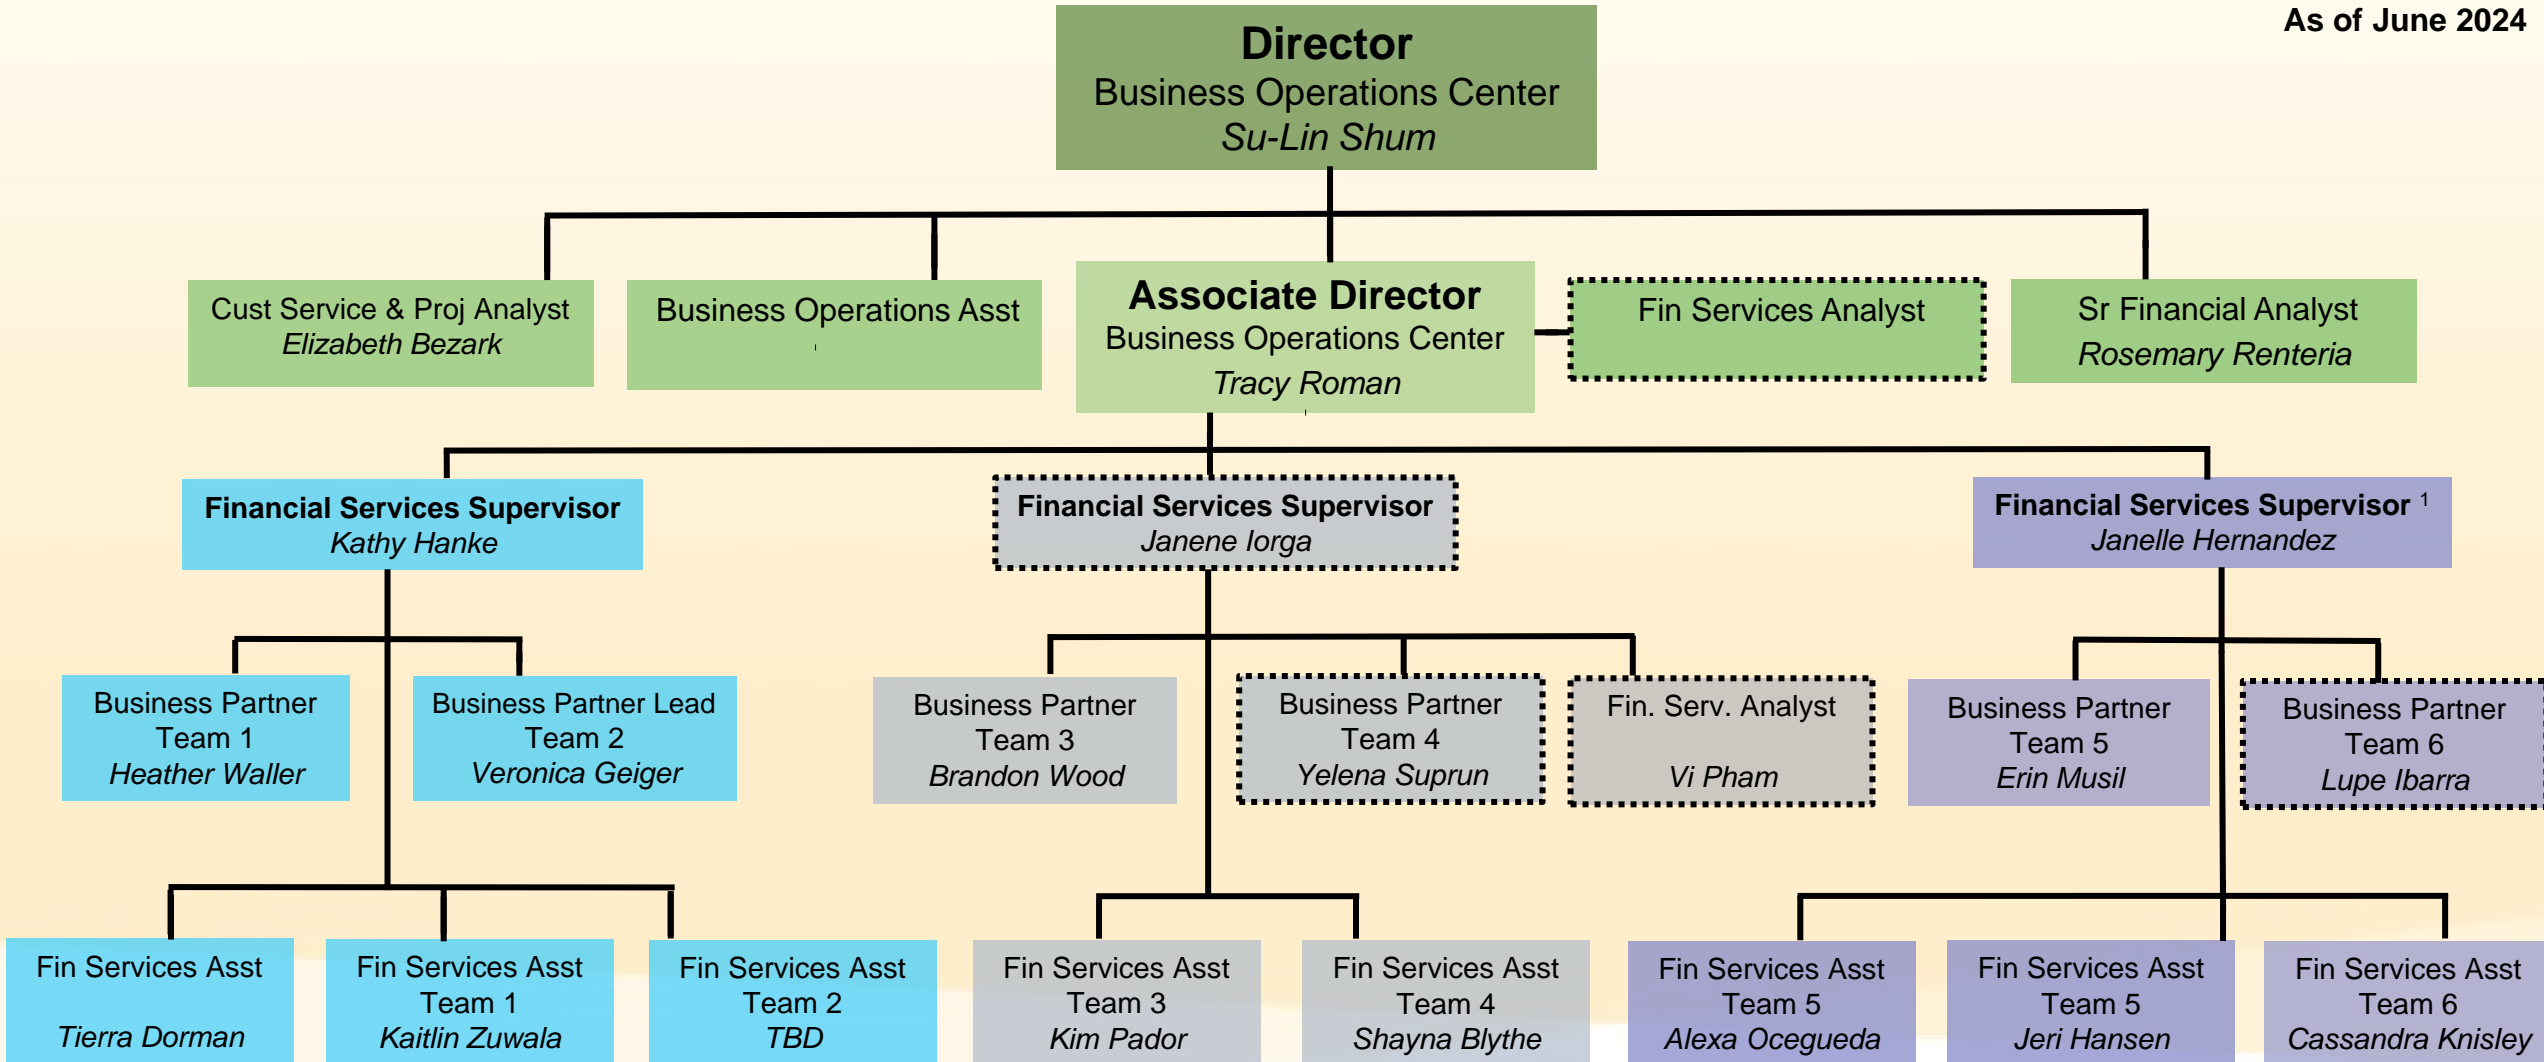 As of June 2024
Director
Business Operations Center
Su-Lin Shum
Cust Service & Proj Analyst
Elizabeth Bezark
Business Operations Asst
Associate Director
Business Operations Center
Tracy Roman
Fin Services Analyst
Sr Financial Analyst
Rosemary Renteria
Financial Services Supervisor
Kathy Hanke
Financial Services Supervisor
Janene Iorga
Financial Services Supervisor 1
Janelle Hernandez
Business Partner
Team 1
Heather Waller
Business Partner Lead
Team 2
Veronica Geiger
Business Partner
Team 3
Brandon Wood
Business Partner
Team 4
Yelena Suprun
Fin. Serv. Analyst
Vi Pham
Business Partner
Team 5
Erin Musil
Business Partner
Team 6
Lupe Ibarra
Fin Services Asst
Tierra Dorman
Fin Services Asst
Team 1
Kaitlin Zuwala
Fin Services Asst
Team 2
TBD
Fin Services Asst
Team 3
Kim Pador
Fin Services Asst
Team 4
Shayna Blythe
Fin Services Asst
Team 5
Alexa Ocegueda
Fin Services Asst
Team 5
Jeri Hansen
Fin Services Asst
Team 6
Cassandra Knisley